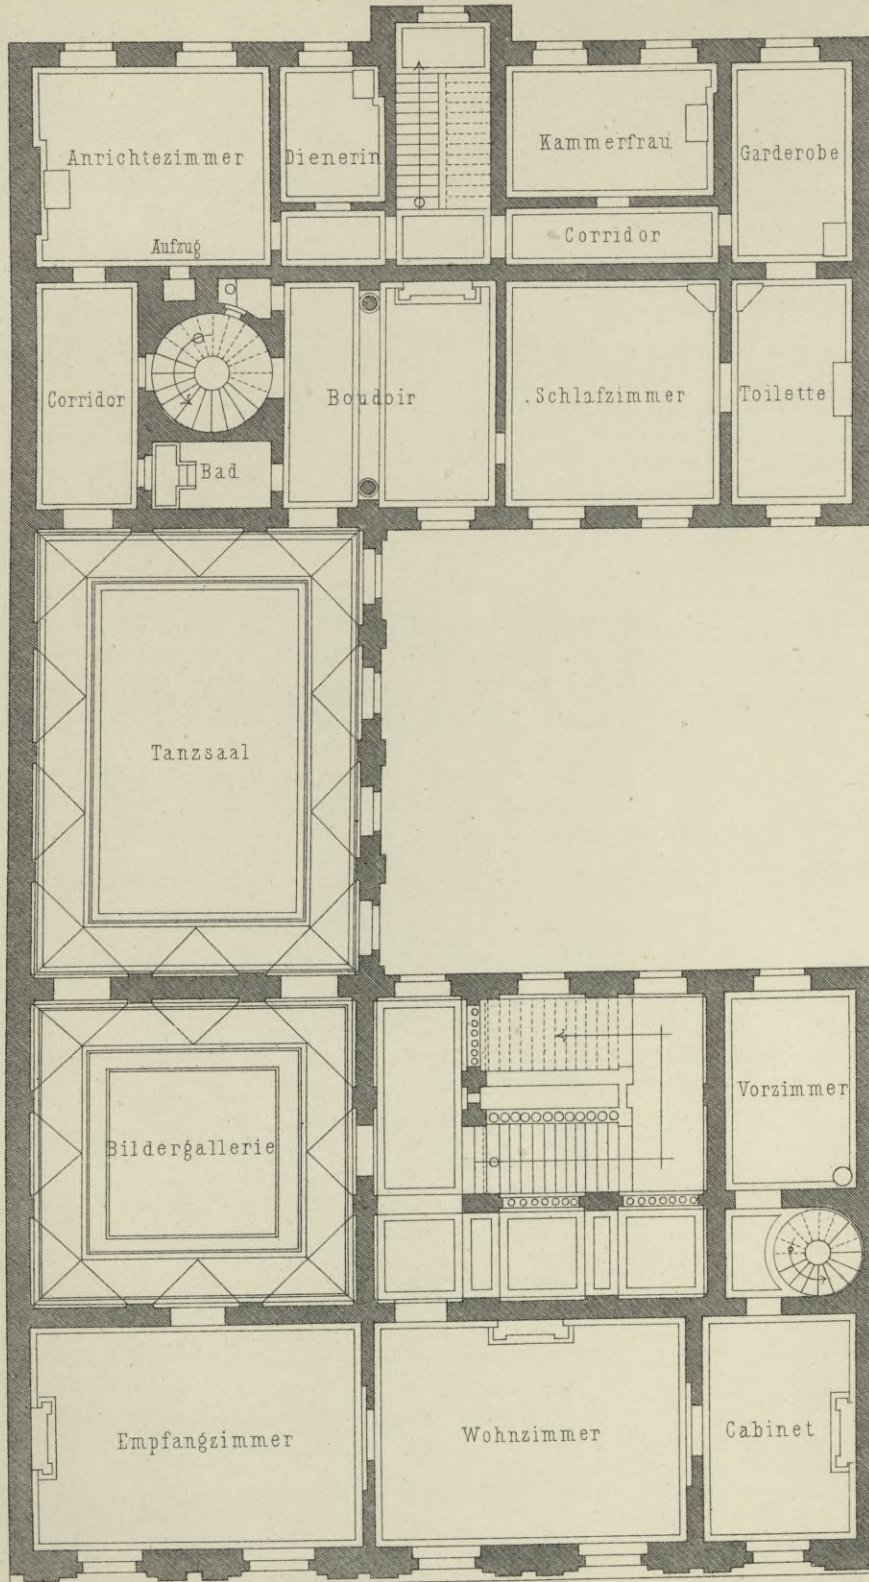 Anrichtezimmer
Dienerin
Kammerfrau
Garderobe
Aufzug
Corridor
Corridor
Boudoir
Schlafzimmer
Toilette
Bad
Tanzsaal
Bildergallerie
Vorzimmer
Empfangzimmer
Wohnzimmer
Cabinet